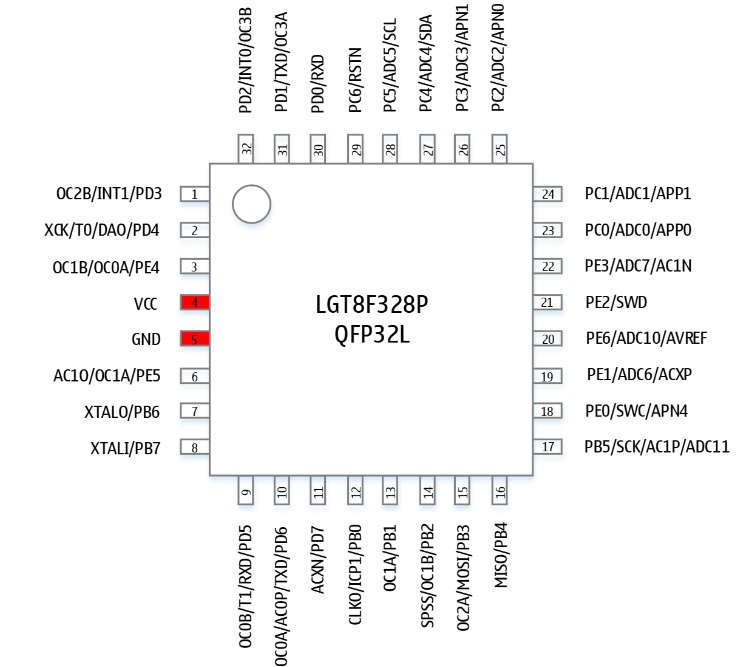 PD2/INT0/OC3B
PD1/TXD/OC3A
PD0/RXD
PC6/RSTN
PC5/ADC5/SCL
PC4/ADC4/SDA
PC3/ADC3/APN1
PC2/ADC2/APN0
32
31
30
29
28
27
26
25
OC2B/INT1/PD3 1
XCK/T0/DAO/PD4 2
OC1B/OC0A/PE4 3
VCC 4
GND 5
AC1O/OC1A/PE5 6
XTALO/PB6 7
XTALI/PB7 8
LGT8F328P
QFP32L
24 PC1/ADC1/APP1
23 PC0/ADC0/APP0
22 PE3/ADC7/AC1N
21 PE2/SWD
20 PE6/ADC10/AVREF
19 PE1/ADC6/ACXP
18 PE0/SWC/APN4
17 PB5/SCK/AC1P/ADC11
9
10
11
12
13
14
15
16
OC0B/T1/RXD/PD5
OC0A/AC0P/TXD/PD6
ACXN/PD7
CLKO/ICP1/PB0
OC1A/PB1
SPSS/OC1B/PB2
OC2A/MOSI/PB3
MISO/PB4